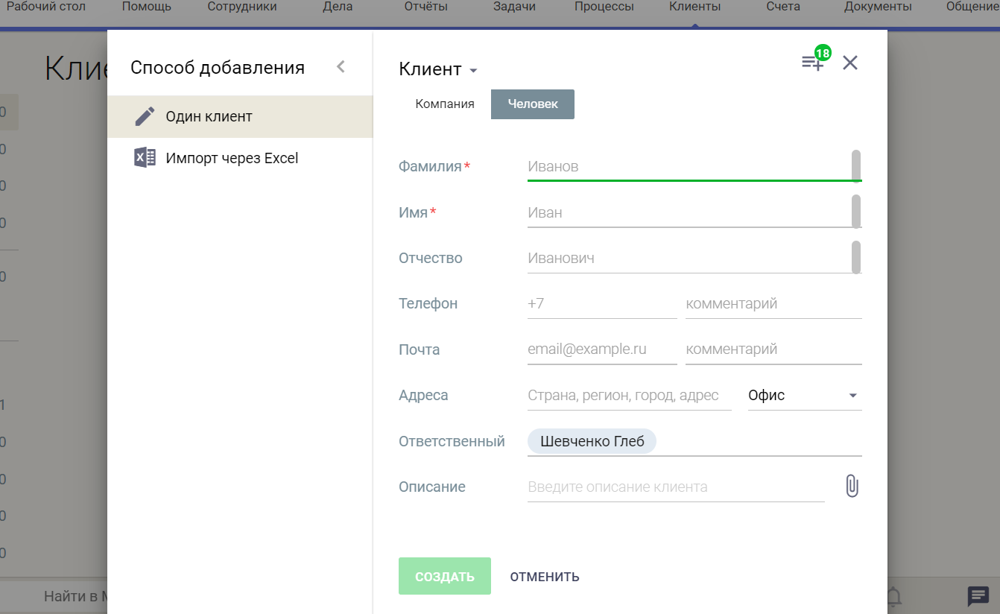 Рабочий стол Помощь Сотрудники Дела Отчёты Задачи Процессы Клиенты Счета Документы Общение
Способ добавления
Один клиент
Импорт через Excel
Клиент
18
Компания Человек
Фамилия* Иванов
Имя* Иван
Отчество Иванович
Телефон +7 комментарий
Почта email@example.ru комментарий
Адреса Страна, регион, город, адрес Офис
Ответственный Шевченко Глеб
Описание Введите описание клиента
СОЗДАТЬ ОТМЕНИТЬ
0
0
0
0
0
1
0
0
0
0
Найти в